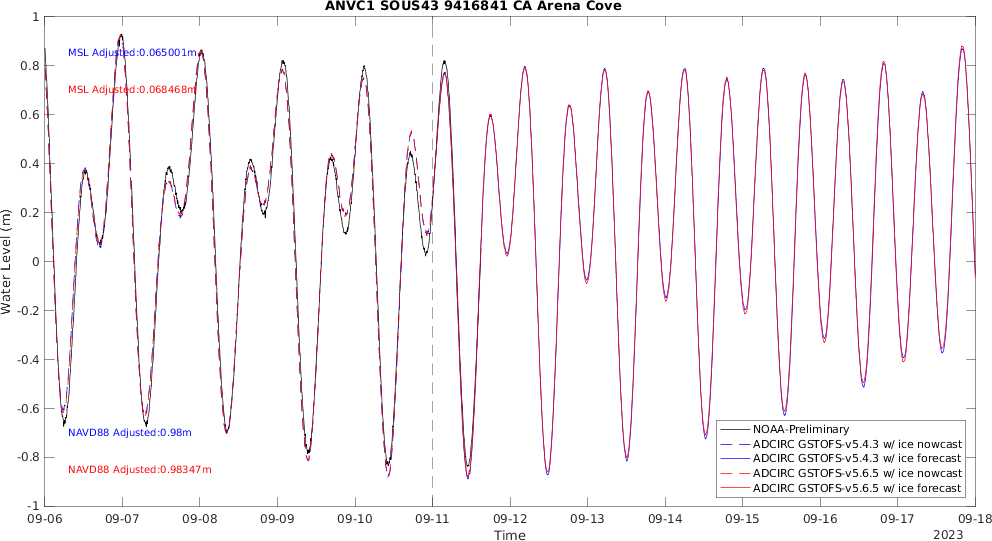 ANVC1 SOUS43 9416841 CA Arena Cove
MSL Adjusted:0.065001m
MSL Adjusted:0.068468m
NAVD88 Adjusted:0.98m
NAVD88 Adjusted:0.98347m
Water Level (m)
0.8
0.6
0.4
0.2
0
-0.2
-0.4
-0.6
-0.8
-1
NOAA-Preliminary
ADCIRC GSTOFS-v5.4.3 w/ ice nowcast
ADCIRC GSTOFS-v5.4.3 w/ ice forecast
ADCIRC GSTOFS-v5.6.5 w/ ice nowcast
ADCIRC GSTOFS-v5.6.5 w/ ice forecast
09-06 09-07 09-08 09-09 09-10 09-11 09-12 09-13 09-14 09-15 09-16 09-17 09-18
Time
2023